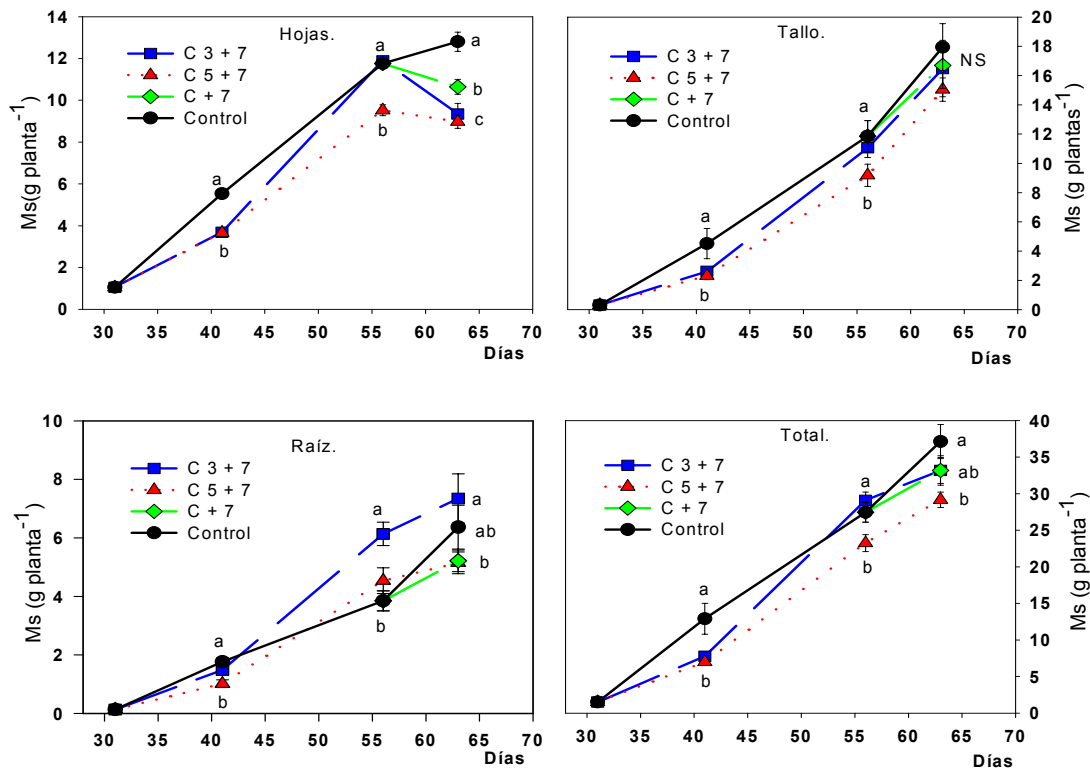 Hojas.
C 3 + 7
C 5 + 7
C + 7
Control
Ms(g planta⁻¹)
14
12
10
8
6
4
2
0
30 35 40 45 50 55 60 65 70
Días
a
b
a
b
a
b
c
Tallo.
C 3 + 7
C 5 + 7
C + 7
Control
Ms (g plantas⁻¹)
20
18
16
14
12
10
8
6
4
2
0
30 35 40 45 50 55 60 65 70
Días
a
b
a
b
NS
Raíz.
C 3 + 7
C 5 + 7
C + 7
Control
Ms (g planta⁻¹)
10
8
6
4
2
0
30 35 40 45 50 55 60 65 70
Días
a
b
a
b
a
ab
b
Total.
C 3 + 7
C 5 + 7
C + 7
Control
Ms (g planta⁻¹)
40
35
30
25
20
15
10
5
0
30 35 40 45 50 55 60 65 70
Días
a
b
a
b
a
ab
b